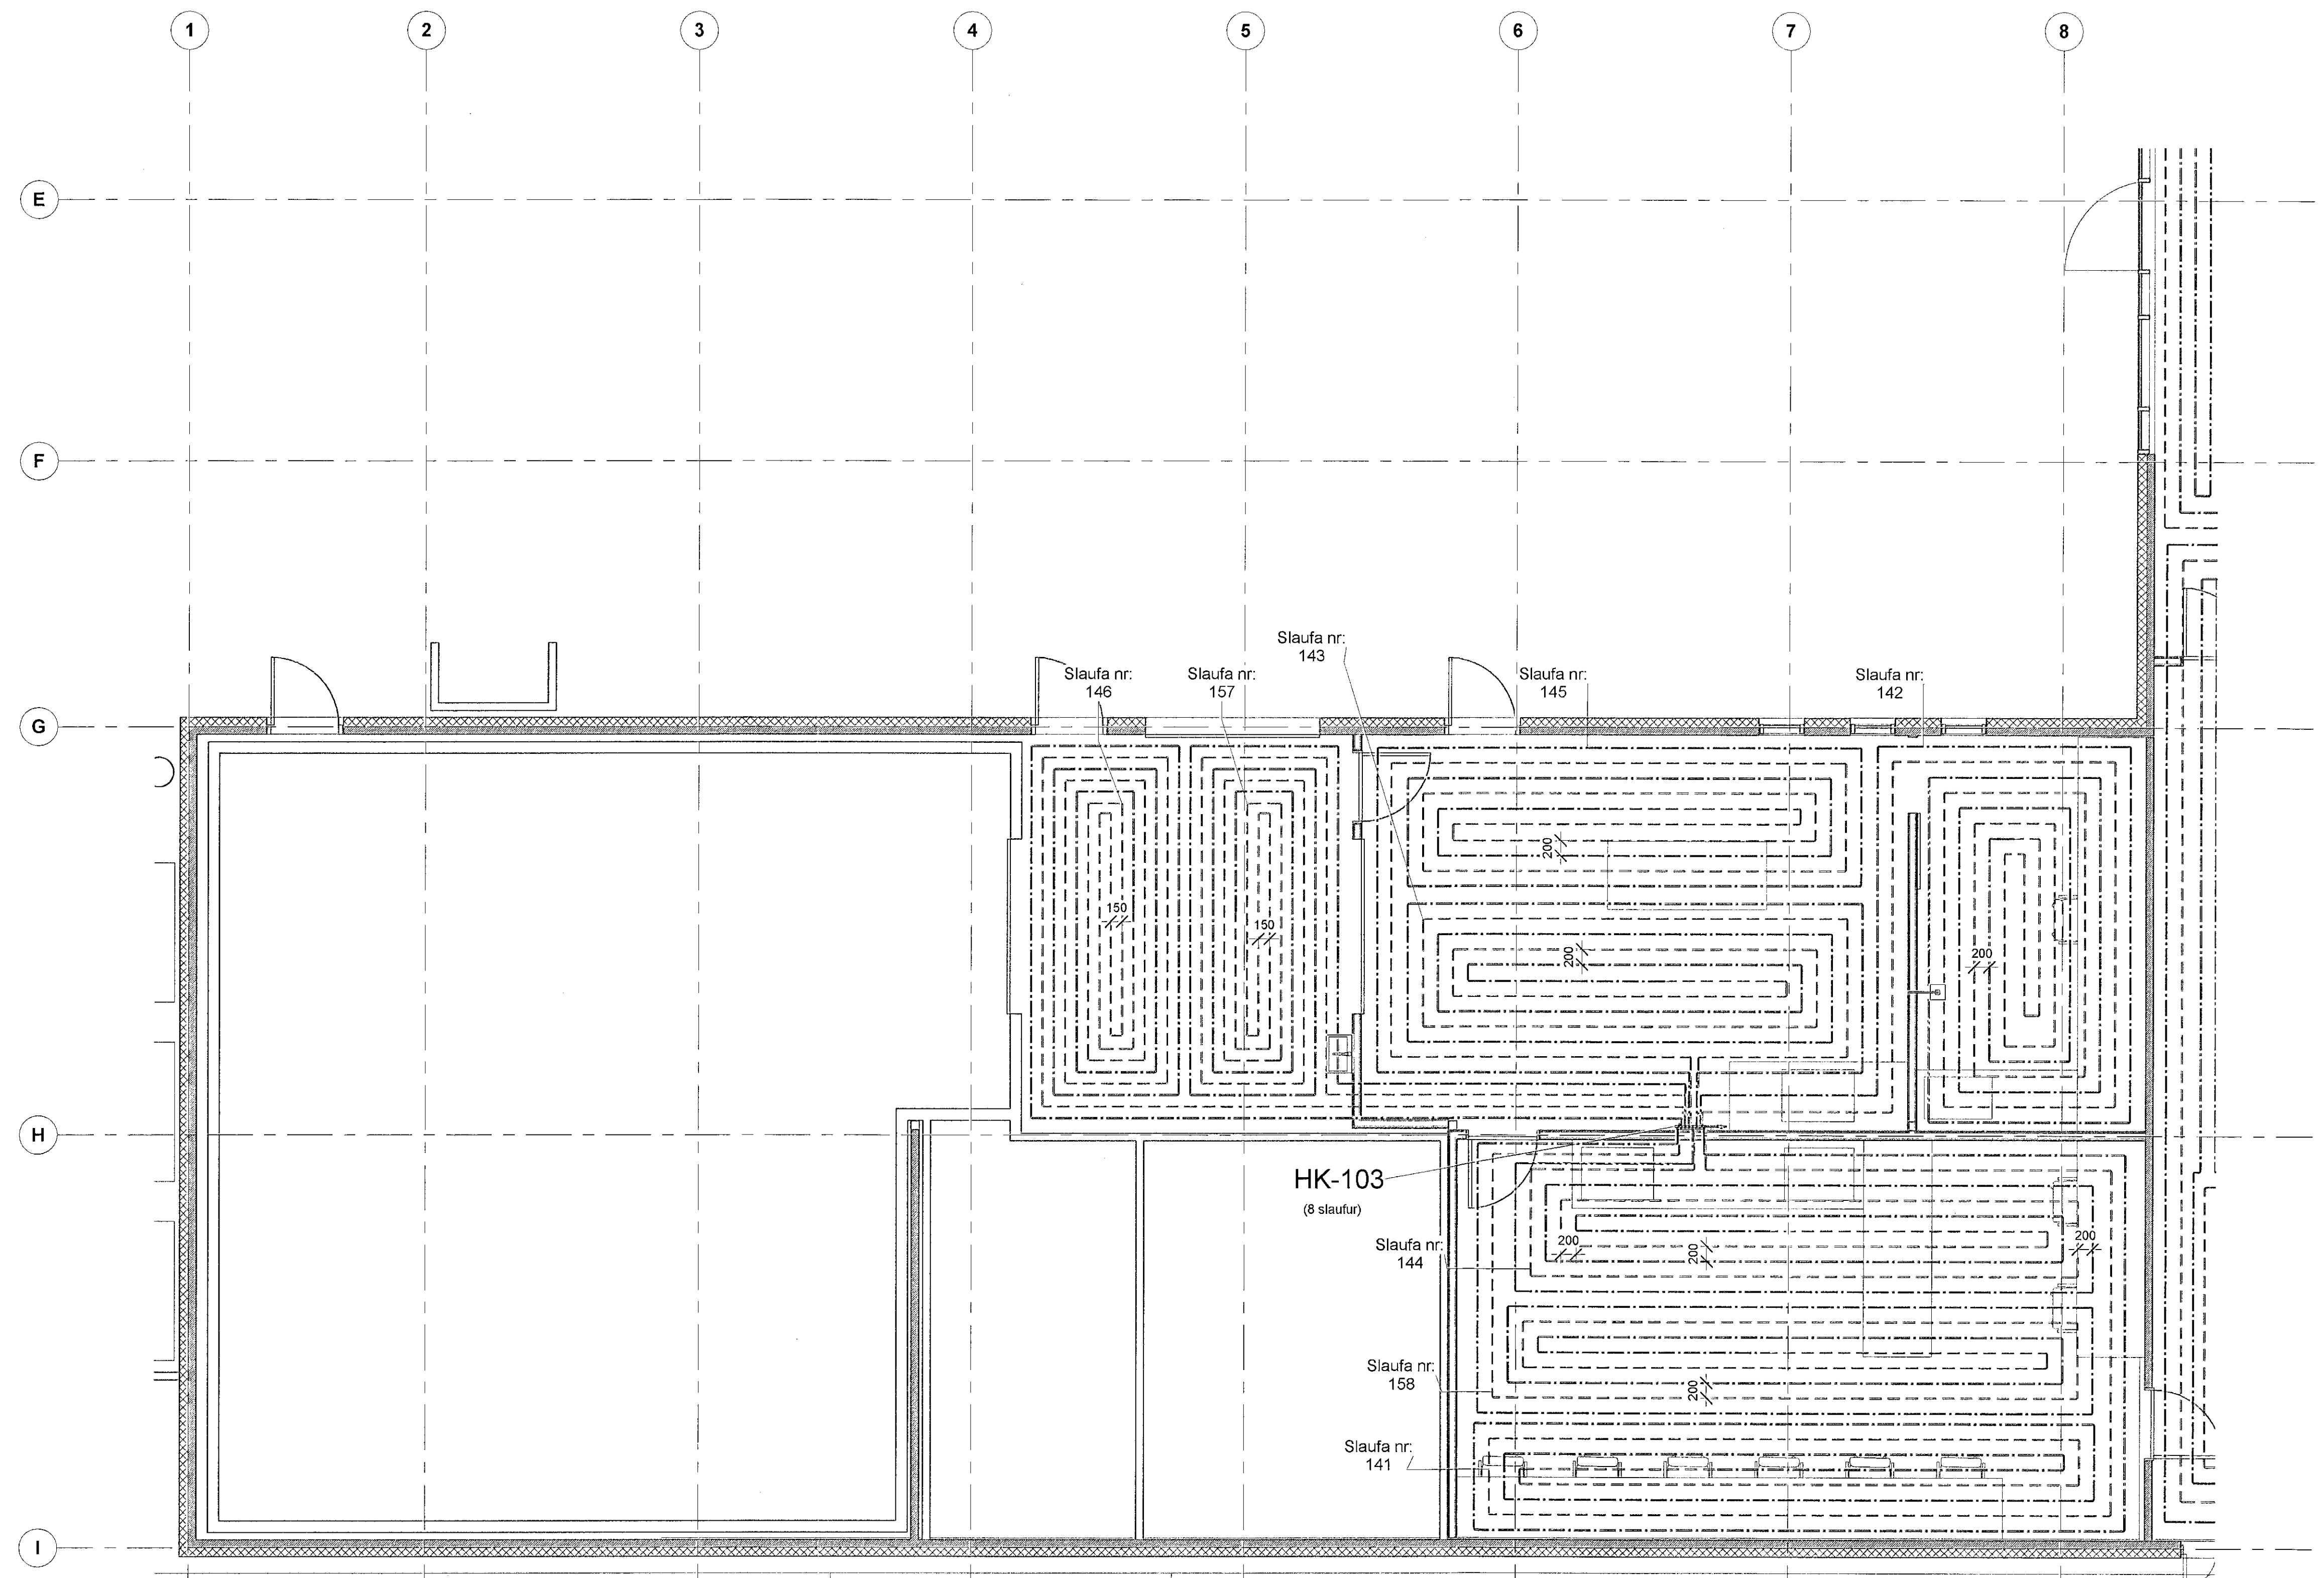 1 2 3 4 5 6 7 8
E
F
Slaufa nr:
143
Slaufa nr:
146
Slaufa nr:
157
Slaufa nr:
145
Slaufa nr:
142
G
200
150
150
200
200
H
HK-103
(8 slaufur)
Slaufa nr:
144
200
200
200
Slaufa nr:
158
200
Slaufa nr:
141
I